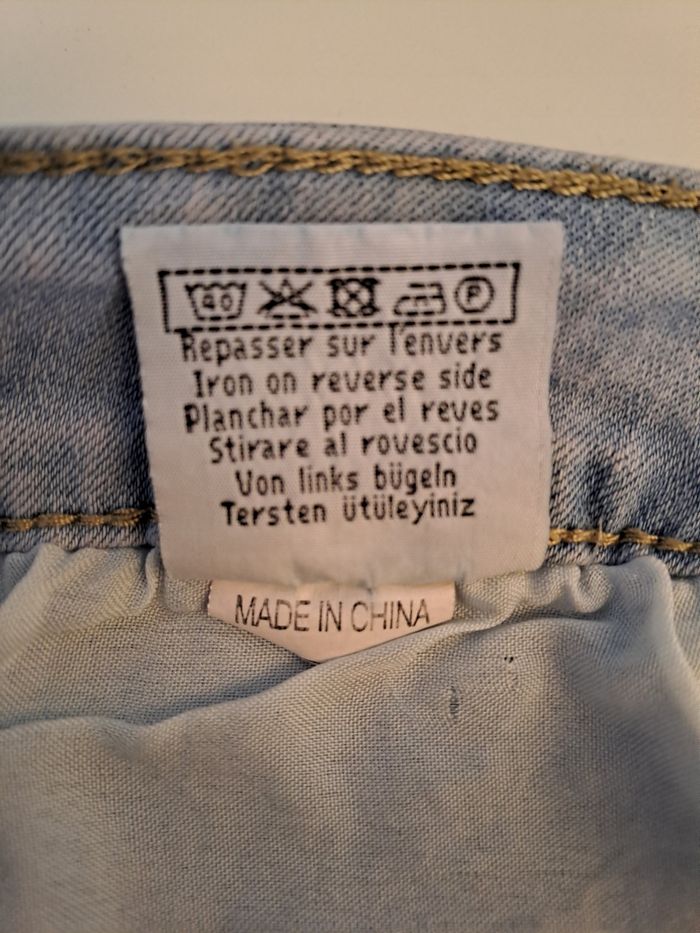 40 P
Repasser sur l'envers
Iron on reverse side
Planchar por el reves
Stirare al rovescio
Von links bügeln
Tersten ütüleyiniz
MADE IN CHINA